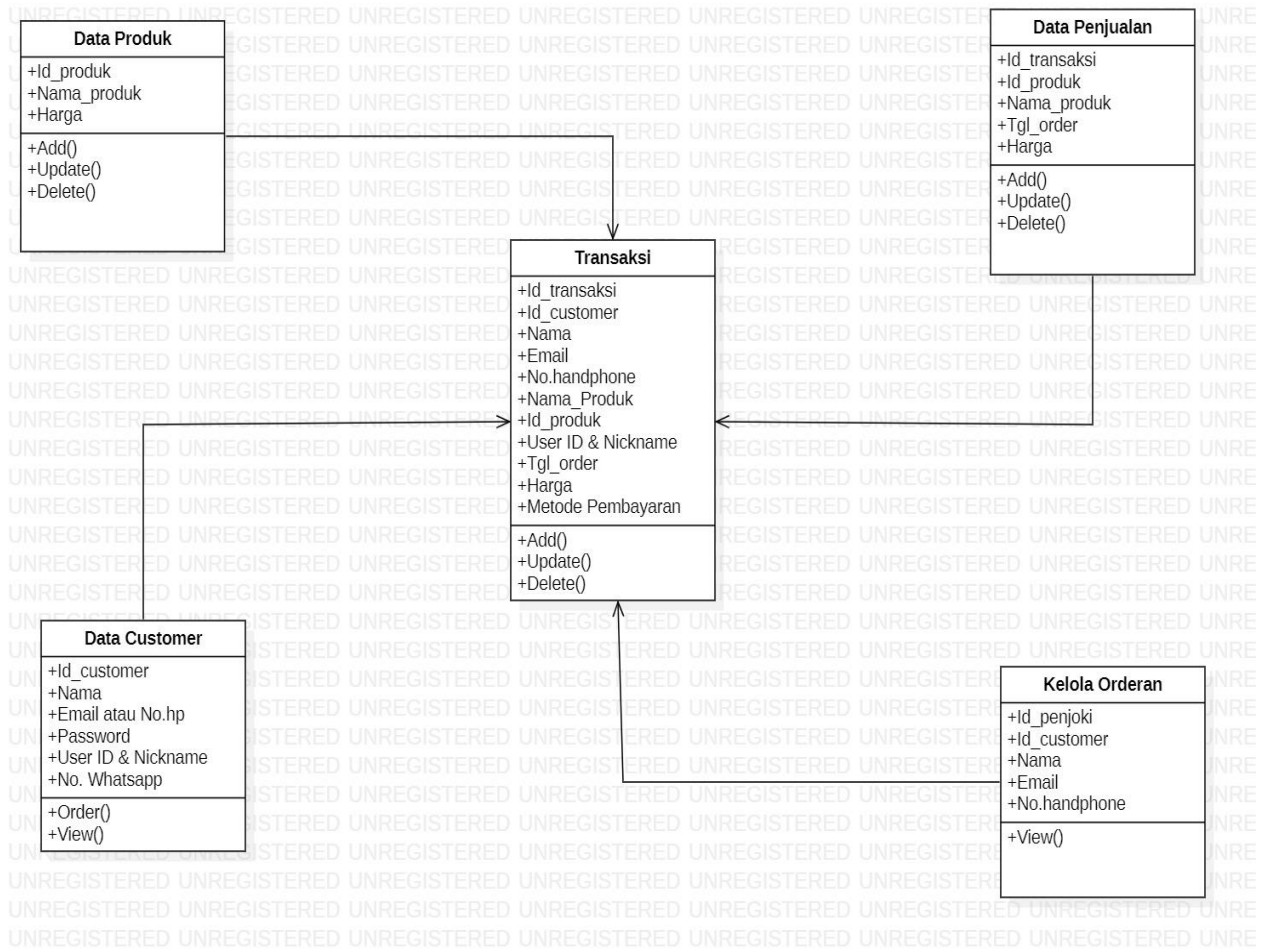 Data Produk
+Id_produk
+Nama_produk
+Harga
+Add()
+Update()
+Delete()
Data Penjualan
+Id_transaksi
+Id_produk
+Nama_produk
+Tgl_order
+Harga
+Add()
+Update()
+Delete()
Transaksi
+Id_transaksi
+Id_customer
+Nama
+Email
+No.handphone
+Nama_Produk
+Id_produk
+User ID & Nickname
+Tgl_order
+Harga
+Metode Pembayaran
+Add()
+Update()
+Delete()
Data Customer
+Id_customer
+Nama
+Email atau No.hp
+Password
+User ID & Nickname
+No. Whatsapp
+Order()
+View()
Kelola Orderan
+Id_penjoki
+Id_customer
+Nama
+Email
+No.handphone
+View()
UNREGISTERED